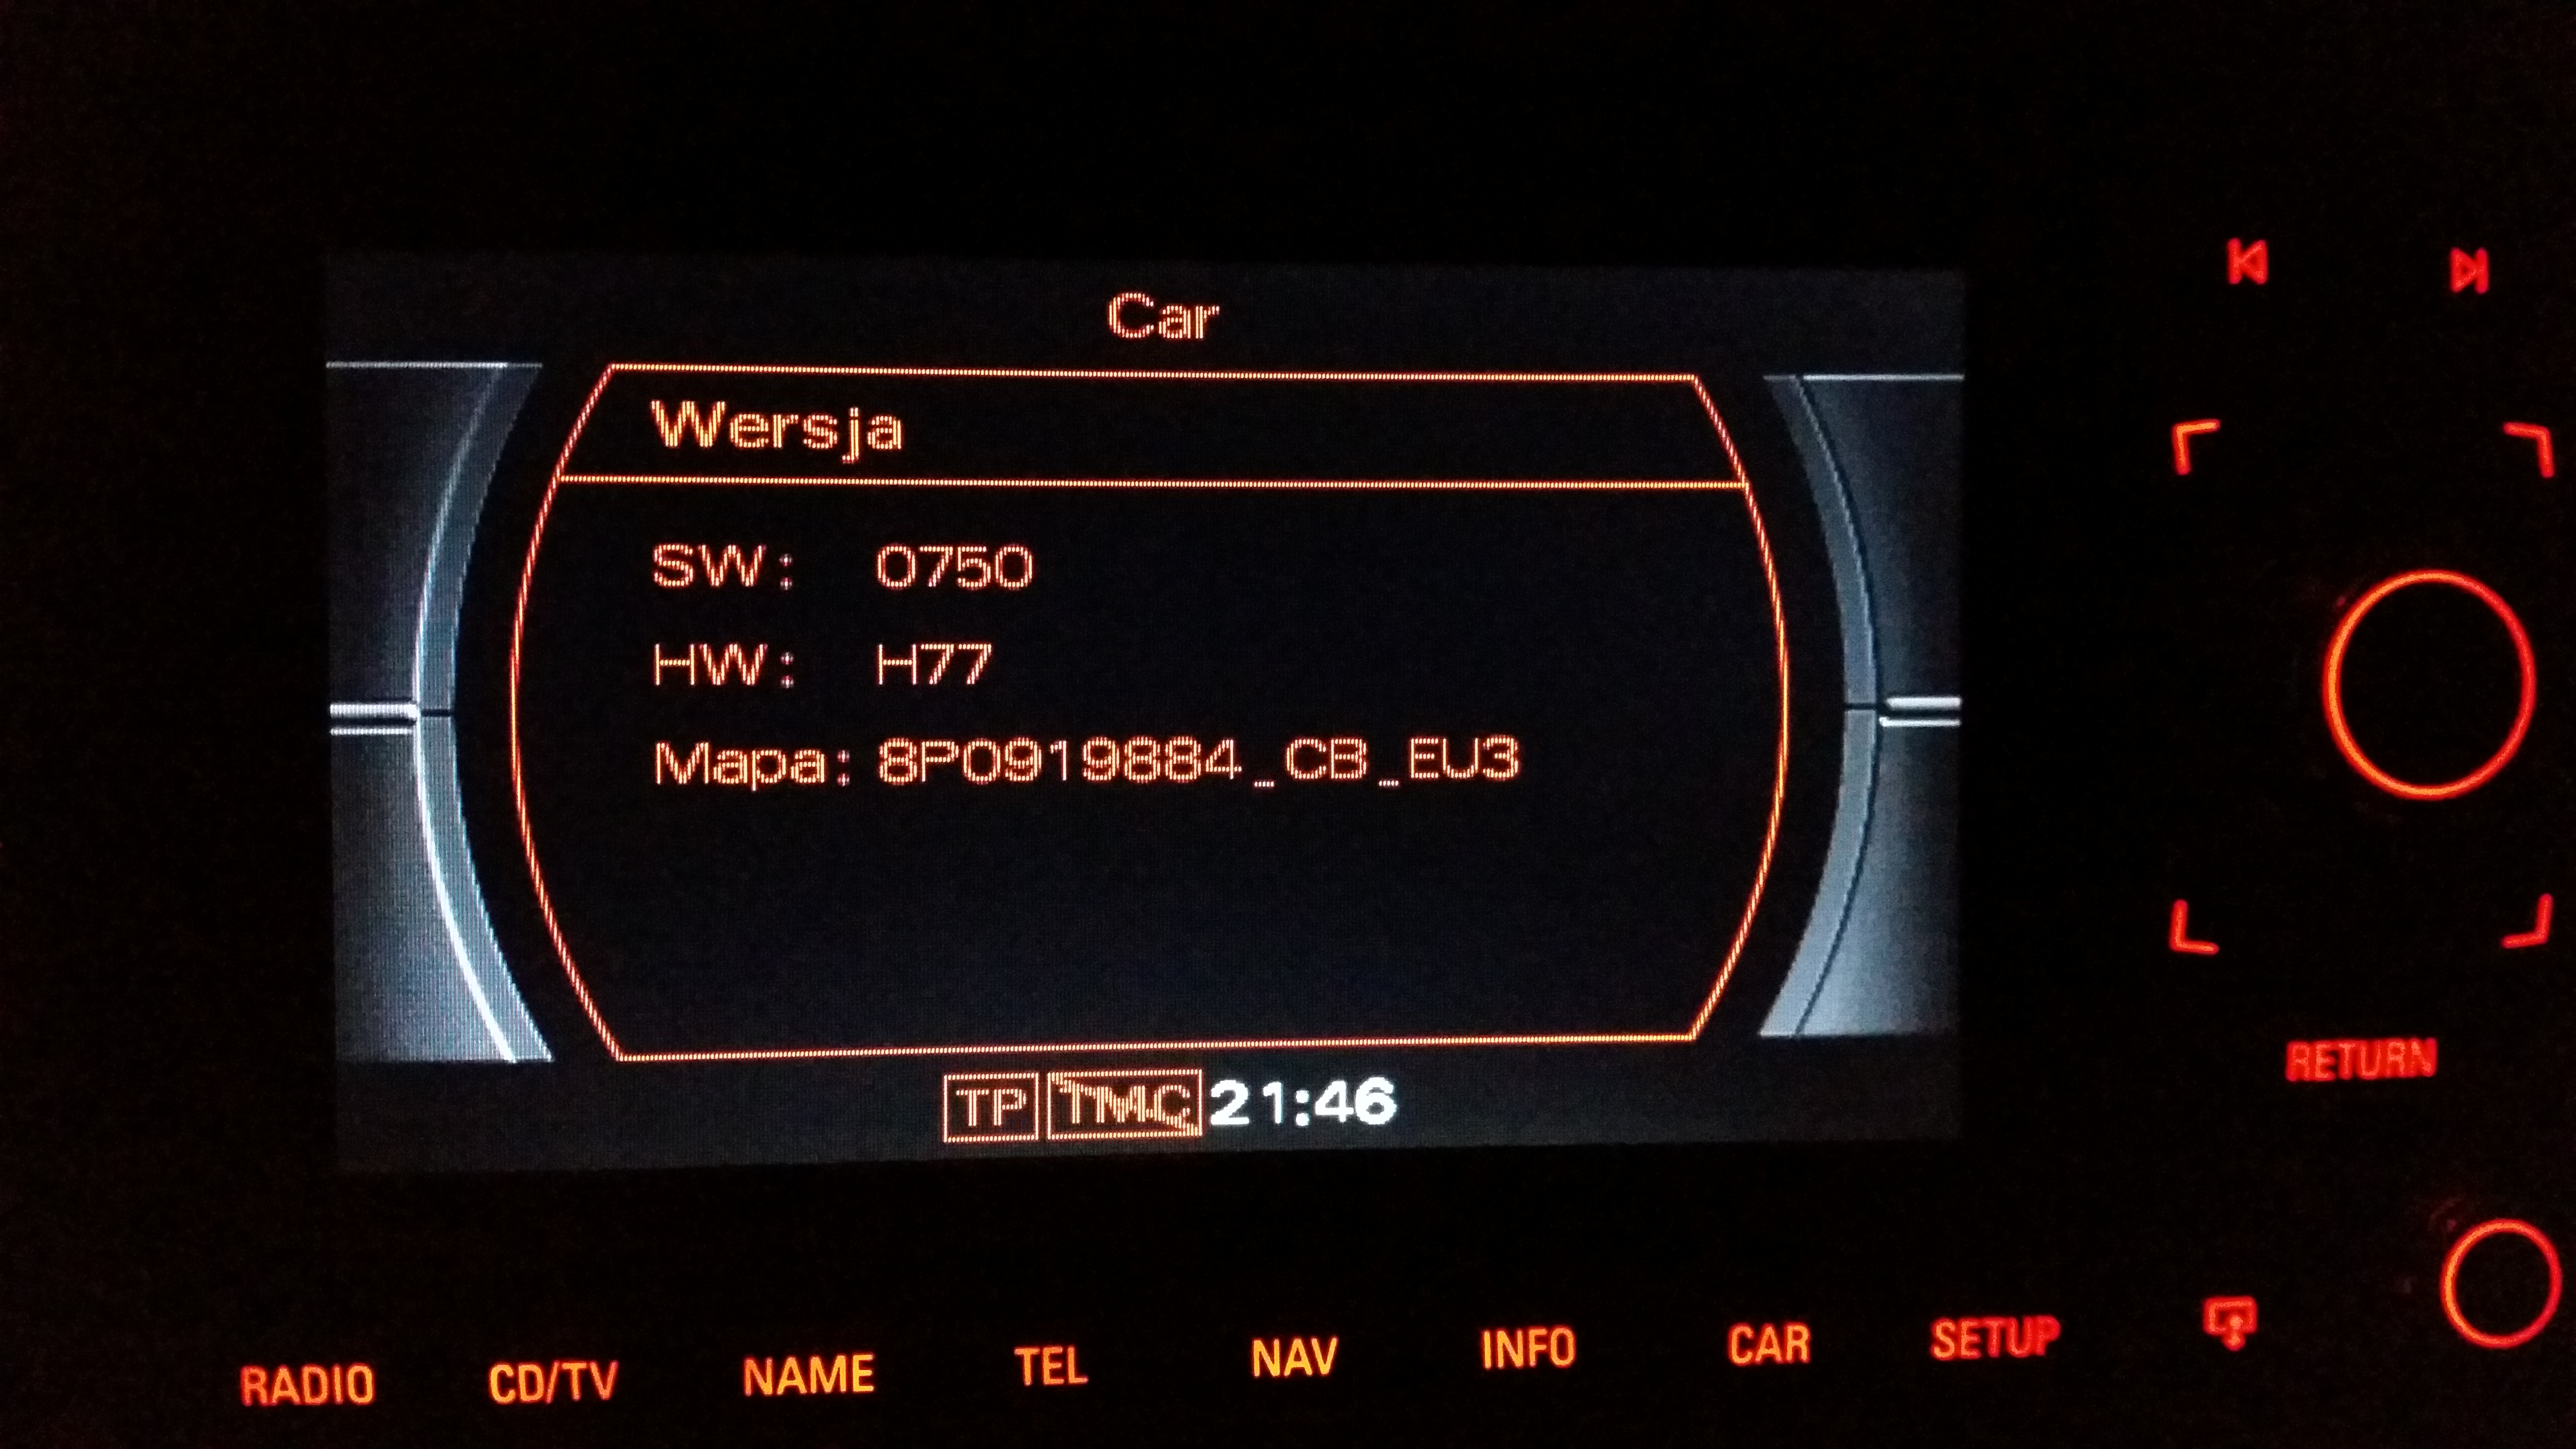 Car
Wersja
SW: 0750
HW: H77
Mapa: 8P0919884_CB_EU3
TP TMC 21:46
RETURN
RADIO CD/TV NAME TEL NAV INFO CAR SETUP